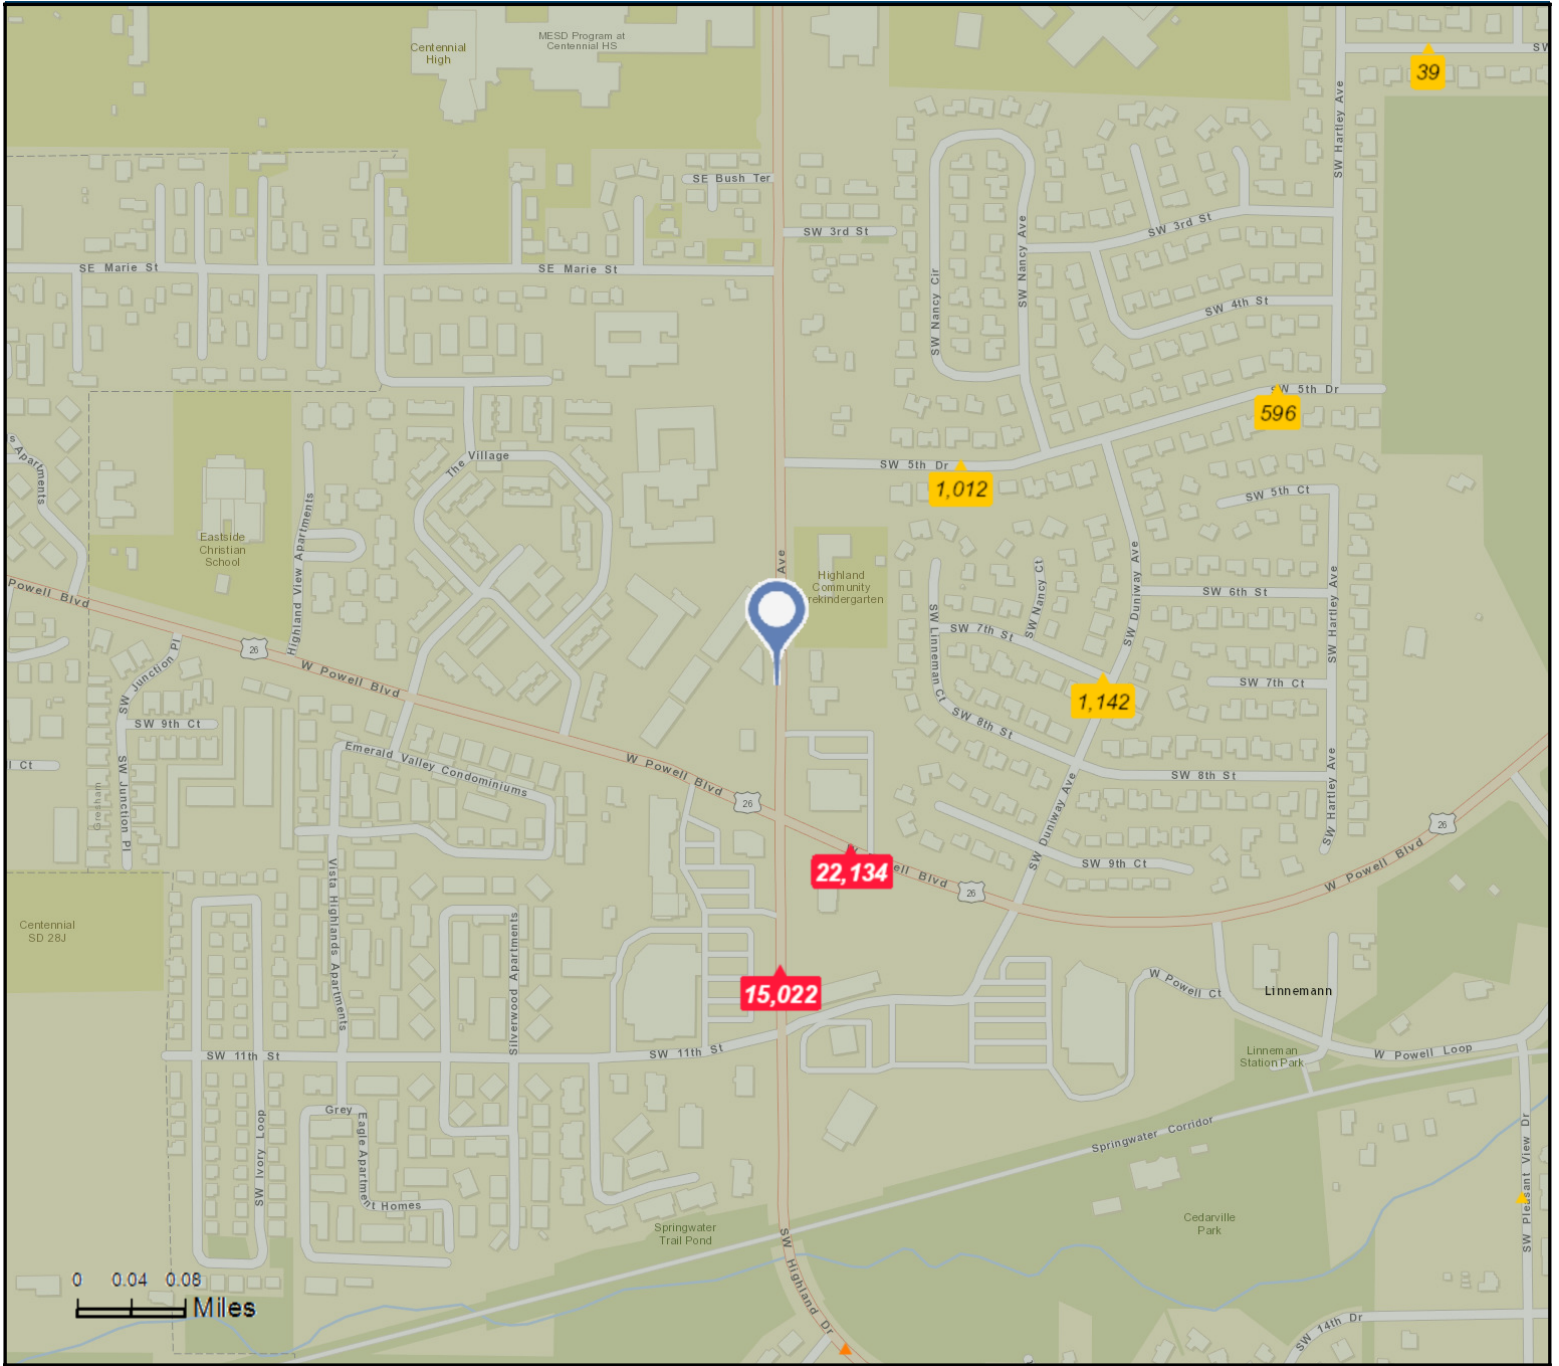 MESD Program at
Centennial HS
Centennial
High
SW
39
SW Hartley Ave
SE Bush Ter
SW 3rd St
SW 3rd St
SW Nancy Ave
SW Nancy Cir
SE Marie St
SE Marie St
SW 4th St
SW 5th Dr
596
The Village
SW 5th Dr
1,012
s Apartments
SW 5th Ct
Highland View Apartments
Eastside
Christian
School
Ave
Highland
Community
rekindergarten
SW Nancy Ct
SW Duniway Ave
SW 6th St
SW Hartley Ave
Powell Blvd
26
SW Linneman Ct
SW 7th St
W Powell Blvd
SW Junction Pl
SW 7th Ct
1,142
SW 9th Ct
SW 8th St
Emerald Valley Condominiums
W Powell Blvd
l Ct
SW 8th St
SW Junction Pl
Gresham
26
SW Duniway Ave
SW Hartley Ave
26
SW 9th Ct
22,134
ell Blvd
26
W Powell Blvd
Vista Highlands Apartments
Silverwood Apartments
Centennial
SD 28J
15,022
W Powell Ct
Linnemann
SW 11th St
SW 11th St
Linneman
Station Park
W Powell Loop
Grey
Eagle Apartment Homes
SW Ivory Loop
Springwater Corridor
SW Pleasant View Dr
Springwater
Trail Pond
Cedarville
Park
SW Highland Dr
SW 14th Dr
0 0.04 0.08
Miles